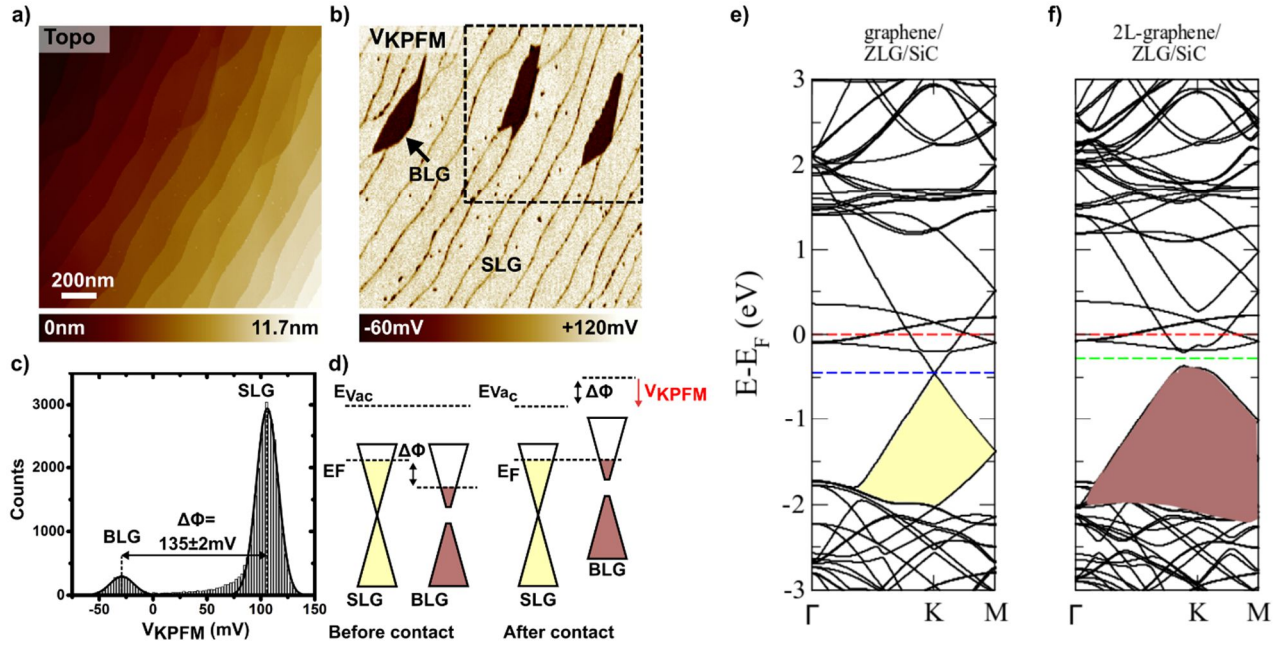 a)
Topo
200nm
0nm 11.7nm
b)
VKPFM
BLG
SLG
-60mV +120mV
c)
Counts
3000
2000
1000
0
SLG
BLG
ΔΦ=
135±2mV
-50 0 50 100 150
VKPFM (mV)
d)
EVac
EF
ΔΦ
SLG BLG
Before contact
EVac
ΔΦ
VKPFM
EF
SLG
BLG
After contact
e)
graphene/
ZLG/SiC
E-EF (eV)
3
2
1
0
-1
-2
-3
Γ K M
f)
2L-graphene/
ZLG/SiC
Γ K M